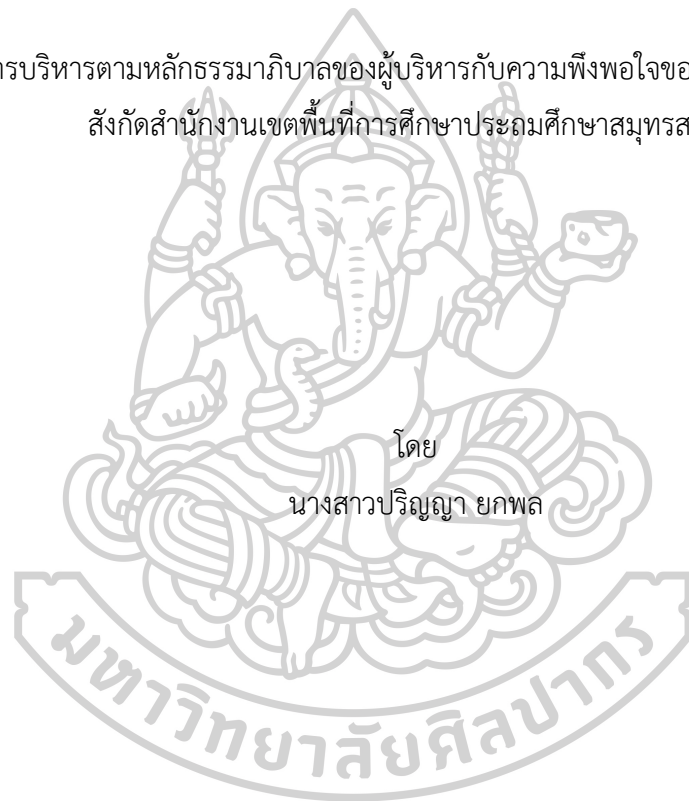 ารบริหารตามหลักธรรมาภิบาลของผู้บริหารกับความพึงพอใจขอ
สังกัดสำนักงานเขตพื้นที่การศึกษาประถมศึกษาสมุทรส
โดย
นางสาวปริญญา ยกพล
มหาวิทยาลัยศิลปากร